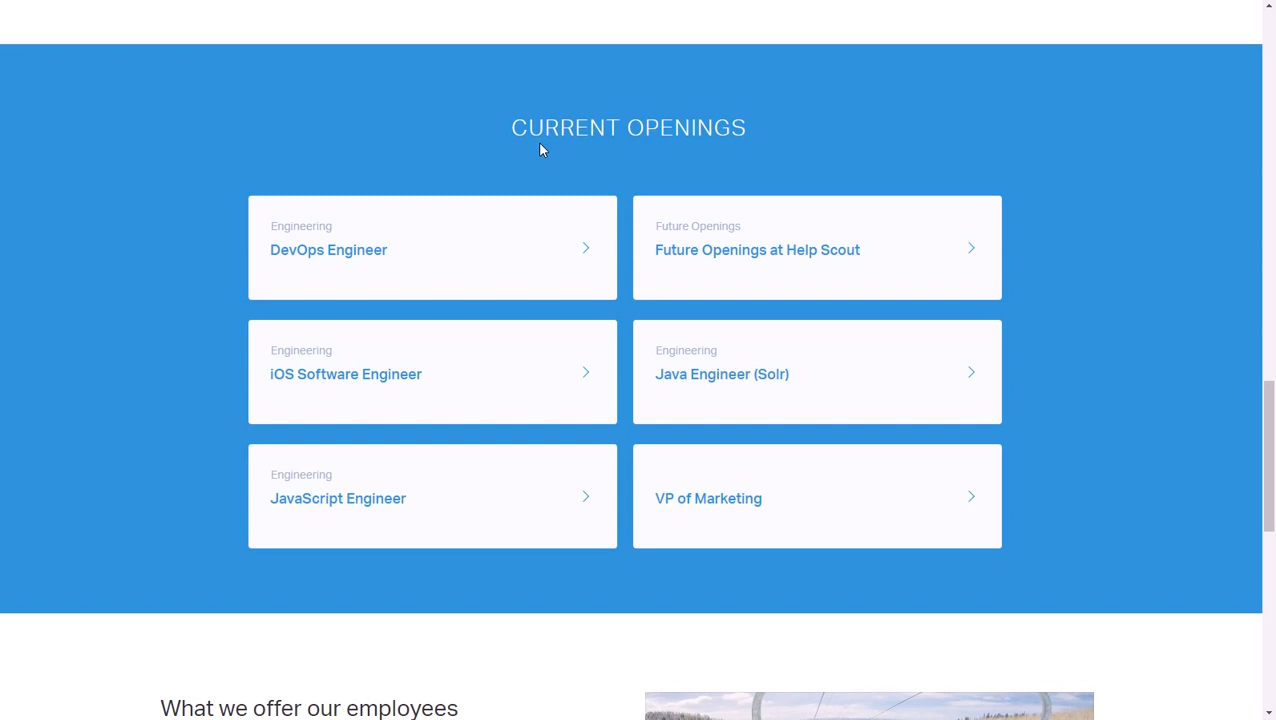 CURRENT OPENINGS
Engineering
DevOps Engineer
Future Openings
Future Openings at Help Scout
Engineering
iOS Software Engineer
Engineering
Java Engineer (Solr)
Engineering
JavaScript Engineer
VP of Marketing
What we offer our employees